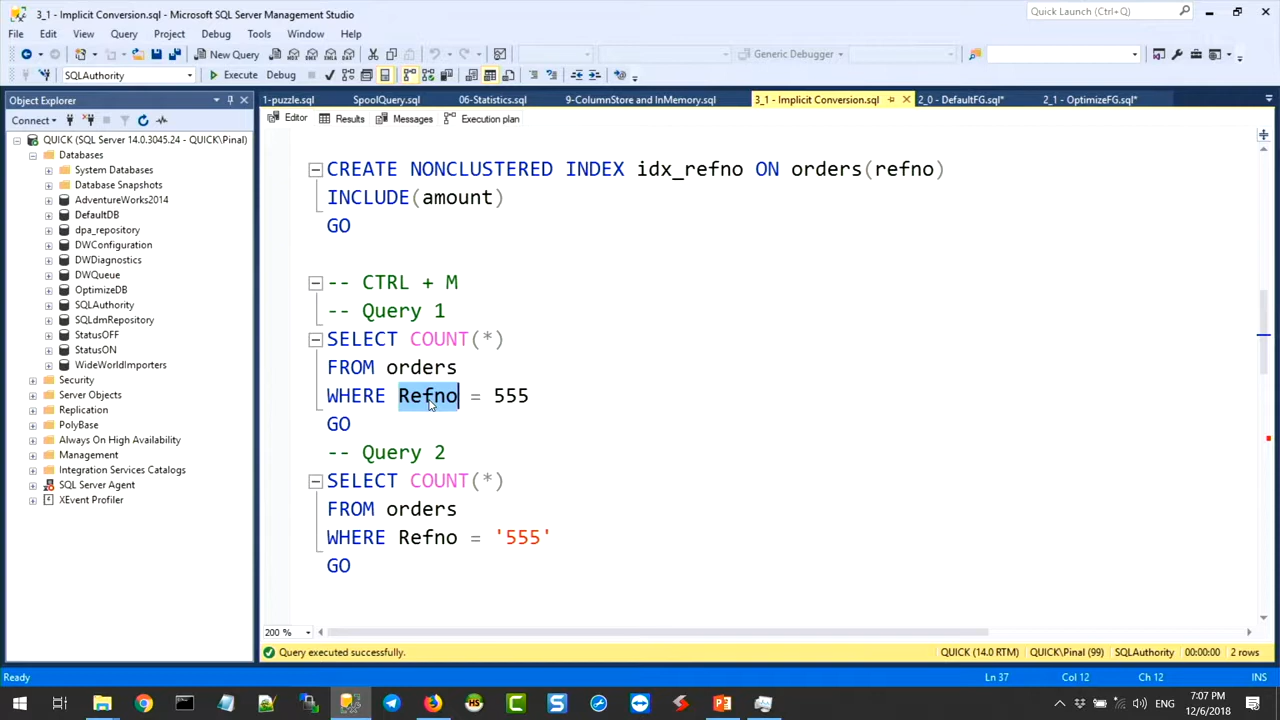 3_1 - Implicit Conversion.sql - Microsoft SQL Server Management Studio
Quick Launch (Ctrl+Q)
File Edit View Query Project Debug Tools Window Help
New Query
Generic Debugger
SQLAuthority
Execute Debug
Object Explorer
1-puzzle.sql SpoolQuery.sql 06-Statistics.sql 9-ColumnStore and InMemory.sql 3_1 - Implicit Conversion.sql 2_0 - DefaultFG.sql* 2_1 - OptimizeFG.sql*
Connect
Editor Results Messages Execution plan
QUICK (SQL Server 14.0.3045.24 - QUICK\Pinal)
Databases
System Databases
Database Snapshots
AdventureWorks2014
DefaultDB
dpa_repository
DWConfiguration
DWDiagnostics
DWQueue
OptimizeDB
SQLAuthority
SQLdmRepository
StatusOFF
StatusON
WideWorldImporters
Security
Server Objects
Replication
PolyBase
Always On High Availability
Management
Integration Services Catalogs
SQL Server Agent
XEvent Profiler
CREATE NONCLUSTERED INDEX idx_refno ON orders(refno)
INCLUDE(amount)
GO
-- CTRL + M
-- Query 1
SELECT COUNT(*)
FROM orders
WHERE Refno = 555
GO
-- Query 2
SELECT COUNT(*)
FROM orders
WHERE Refno = '555'
GO
200 %
Query executed successfully. QUICK (14.0 RTM) QUICK\Pinal (99) SQLAuthority 00:00:00 2 rows
Ready Ln 37 Col 12 Ch 12 INS
ENG
7:07 PM
12/6/2018